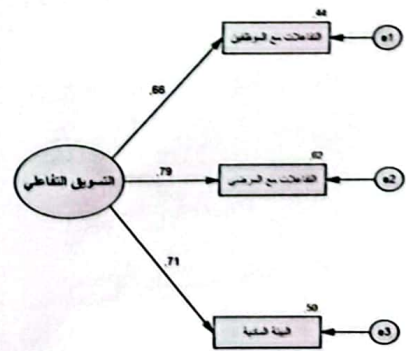 .44
التفاعلات مع الموظفين
e1
.66
.62
التفاعلات مع المرضى
e2
.79
التسويق التفاعلي
.71
.50
البيئة المادية
e3